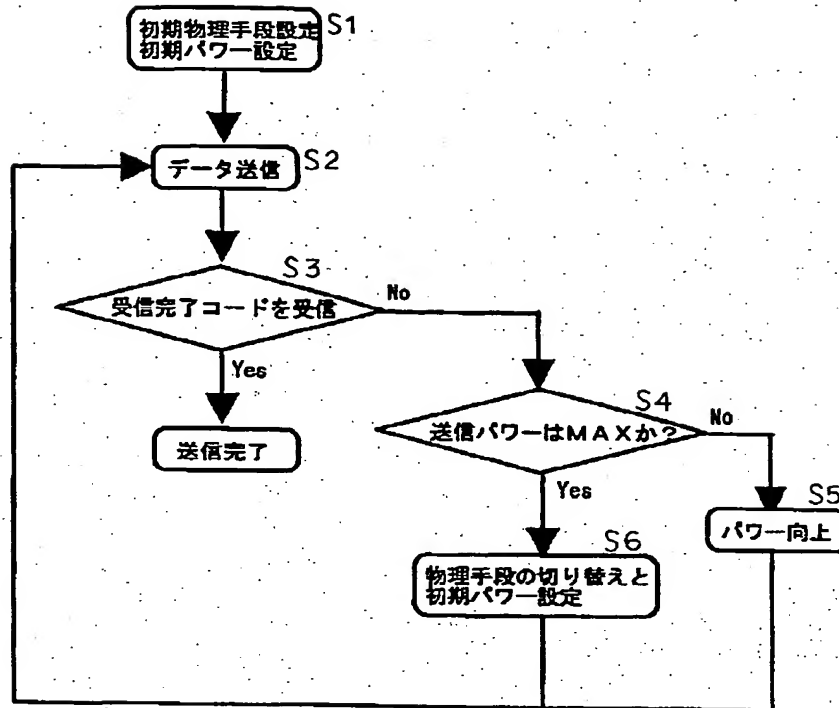 初期物理手段設定 S1
初期パワー設定
データ送信 S2
S3
受信完了コードを受信
No
Yes
送信完了
S4
送信パワーはMAXか?
No
Yes
S5
パワー向上
S6
物理手段の切り替えと
初期パワー設定